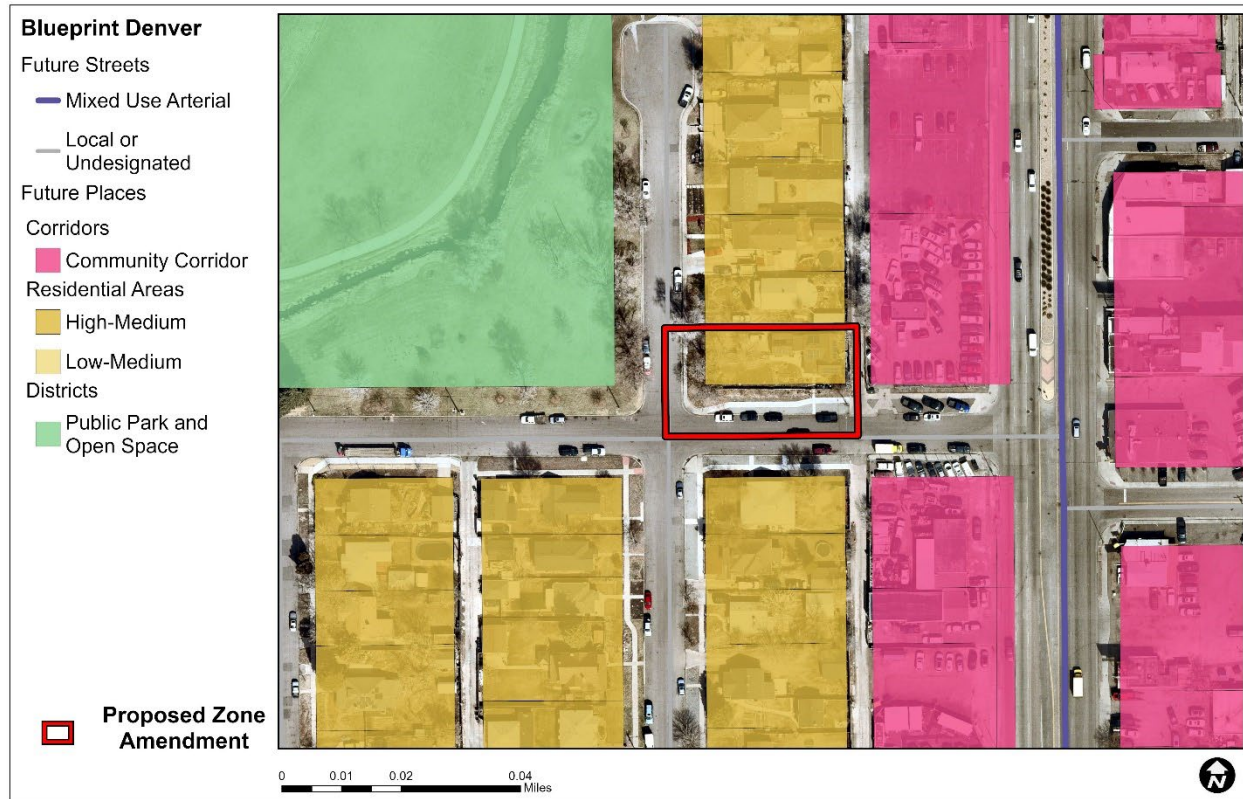 Blueprint Denver
Future Streets
Mixed Use Arterial
Local or
Undesignated
Future Places
Corridors
Community Corridor
Residential Areas
High-Medium
Low-Medium
Districts
Public Park and
Open Space
Proposed Zone
Amendment
0 0.01 0.02 0.04
Miles
N